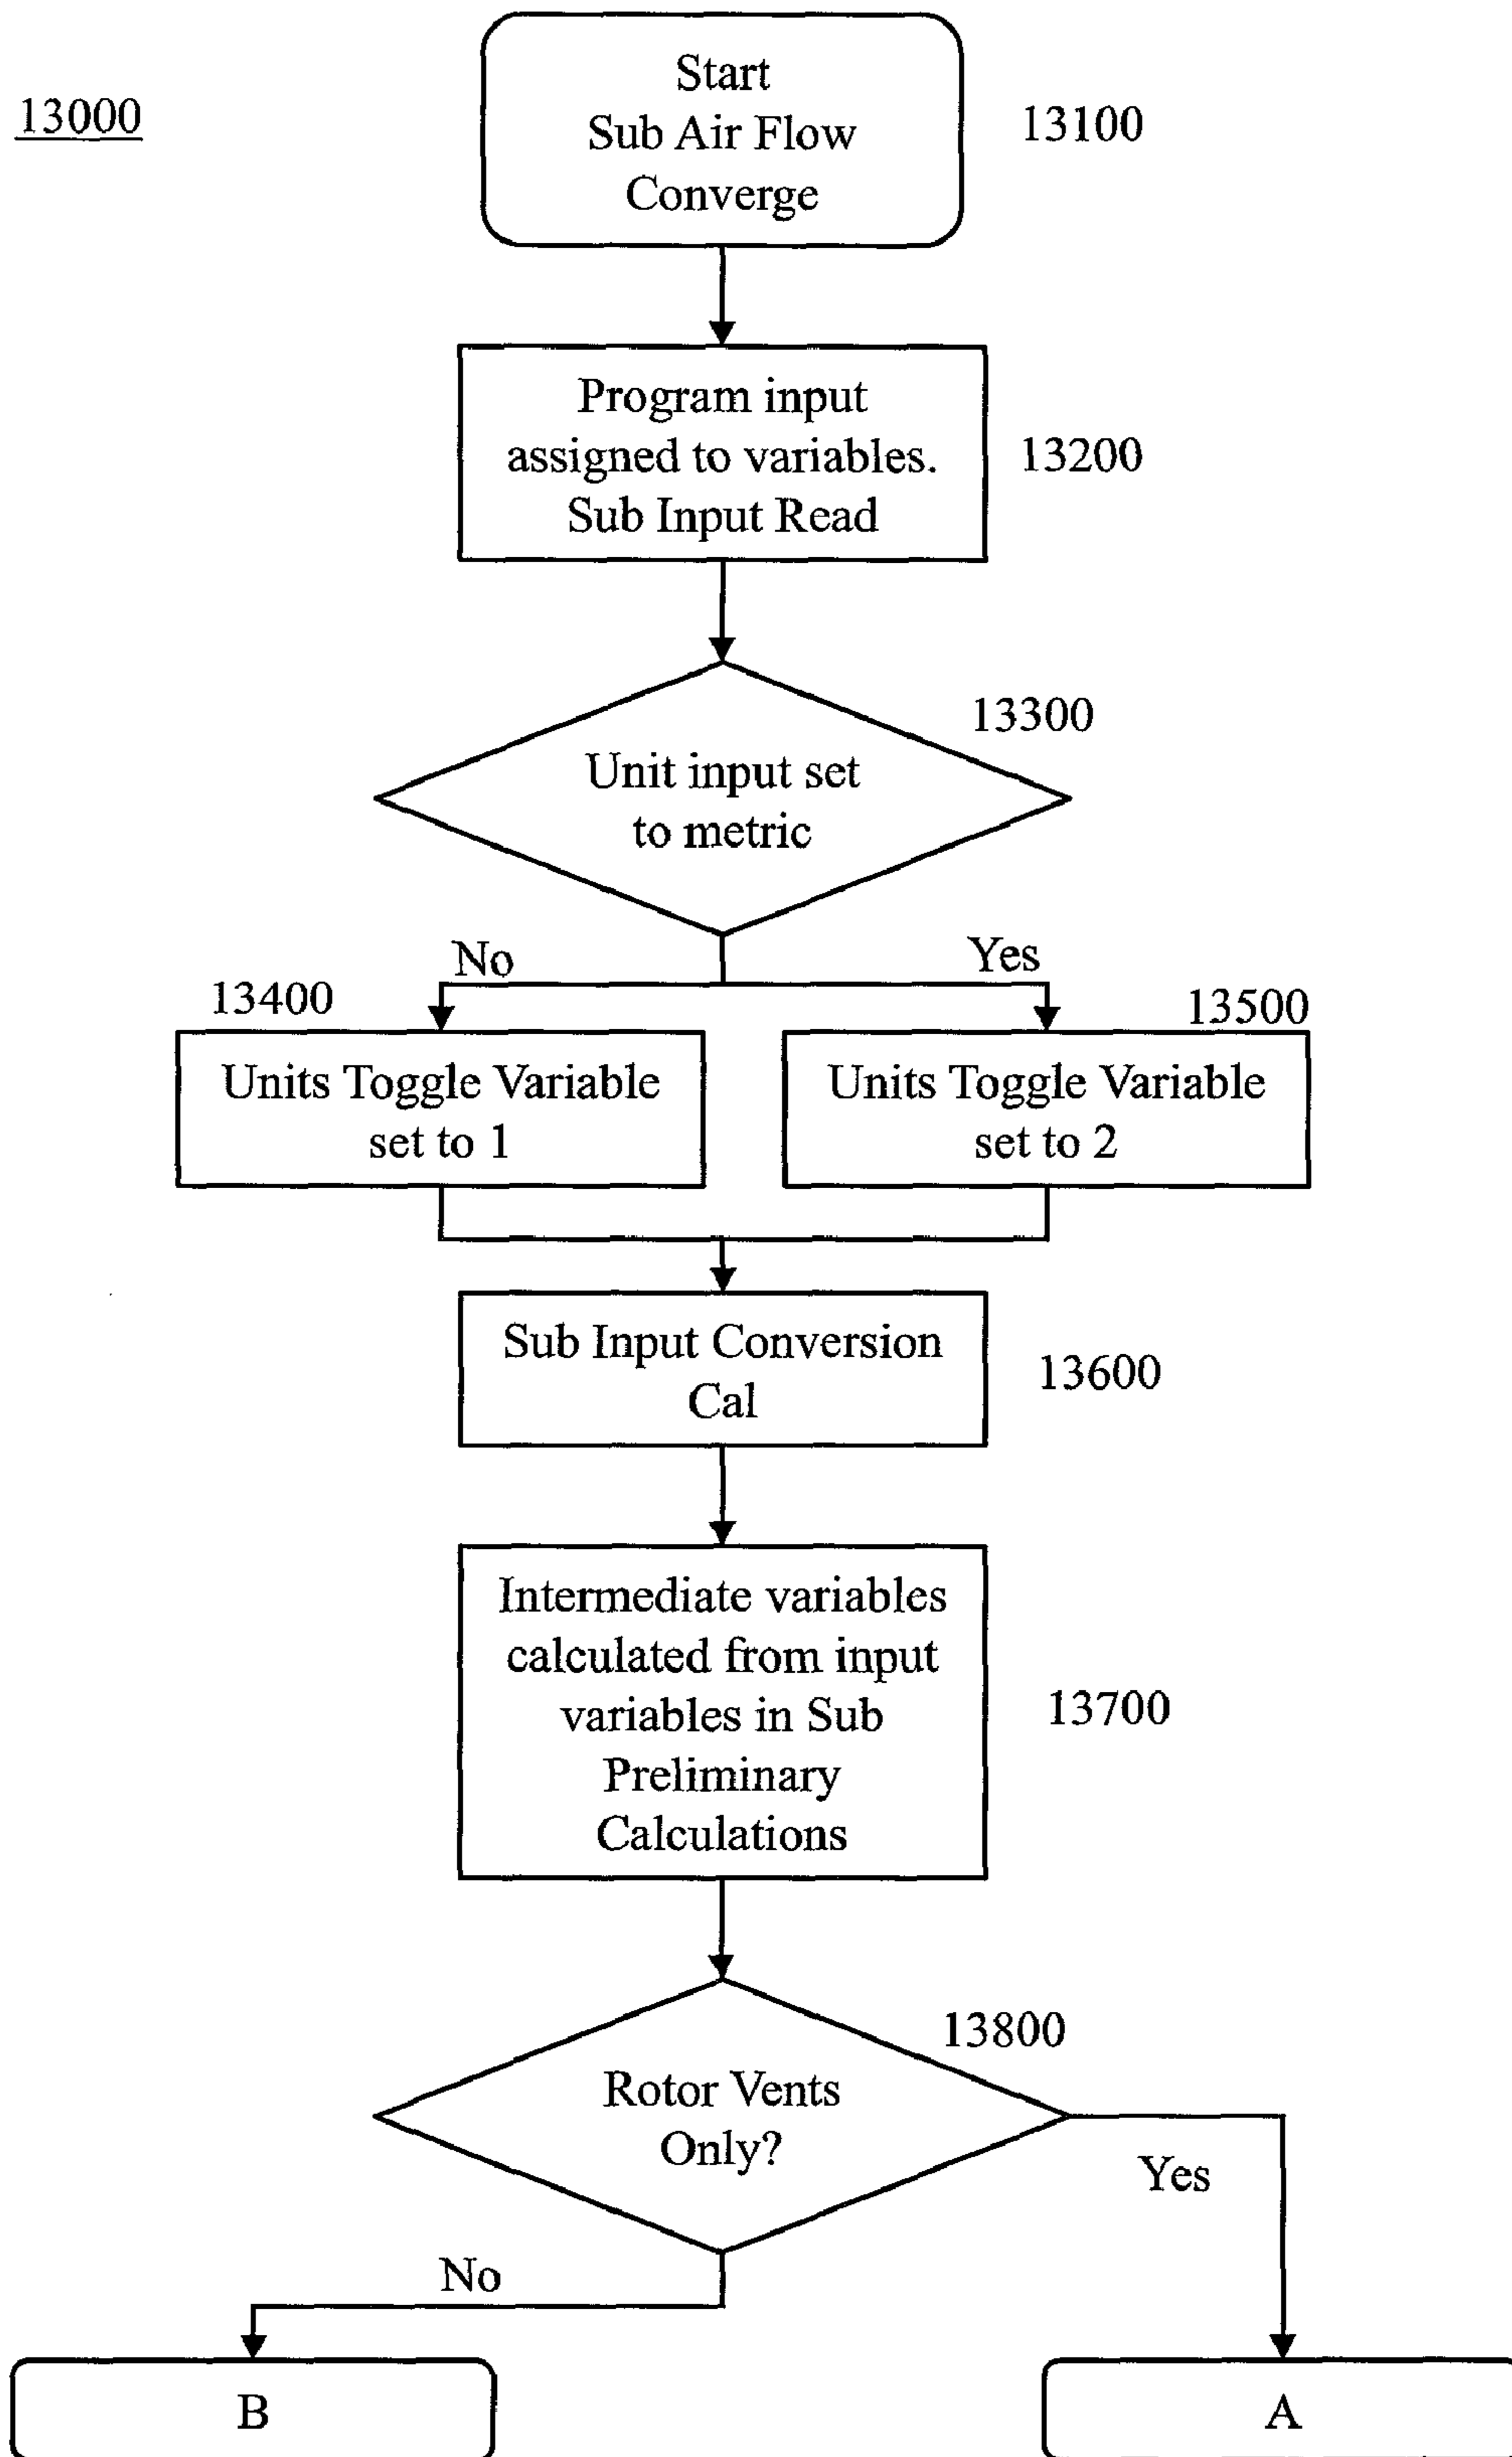 13000
Start
Sub Air Flow
Converge
13100
Program input
assigned to variables.
Sub Input Read
13200
13300
Unit input set
to metric
No
Yes
13400
13500
Units Toggle Variable
set to 1
Units Toggle Variable
set to 2
Sub Input Conversion
Cal
13600
Intermediate variables
calculated from input
variables in Sub
Preliminary
Calculations
13700
13800
Rotor Vents
Only?
Yes
No
B
A